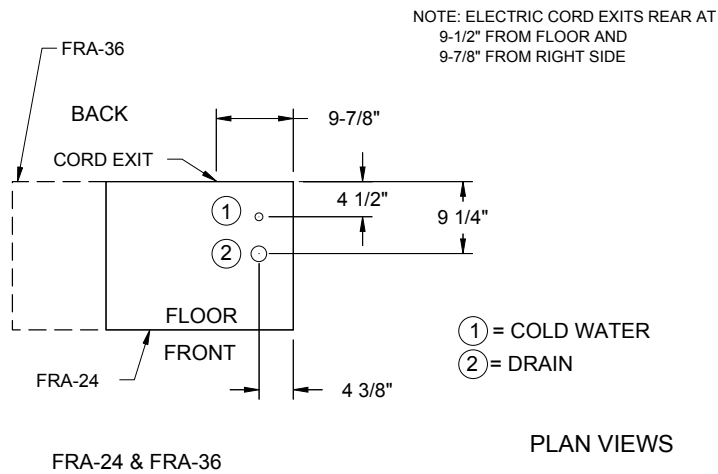 NOTE: ELECTRIC CORD EXITS REAR AT
9-1/2" FROM FLOOR AND
9-7/8" FROM RIGHT SIDE
FRA-36
BACK
9-7/8"
CORD EXIT
4 1/2"
1
9 1/4"
2
FLOOR
1 = COLD WATER
FRONT
2 = DRAIN
FRA-24
4 3/8"
PLAN VIEWS
FRA-24 & FRA-36